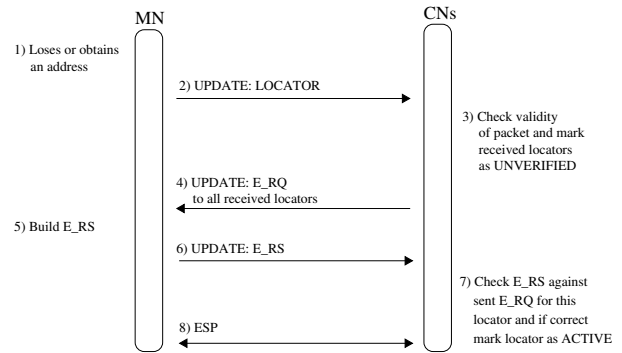 MN
CNs
1) Loses or obtains
an address
2) UPDATE: LOCATOR
3) Check validity
of packet and mark
received locators
as UNVERIFIED
4) UPDATE: E_RQ
to all received locators
5) Build E_RS
6) UPDATE: E_RS
7) Check E_RS against
sent E_RQ for this
locator and if correct
mark locator as ACTIVE
8) ESP